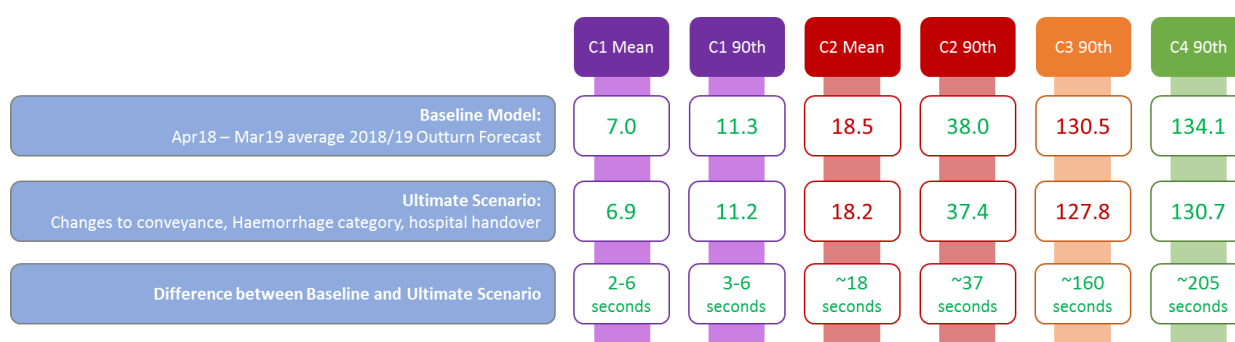 C1 Mean C1 90th C2 Mean C2 90th C3 90th C4 90th
Baseline Model:
Apr18 – Mar19 average 2018/19 Outturn Forecast
7.0 11.3 18.5 38.0 130.5 134.1
Ultimate Scenario:
Changes to conveyance, Haemorrhage category, hospital handover
6.9 11.2 18.2 37.4 127.8 130.7
Difference between Baseline and Ultimate Scenario
2-6 3-6 ~18 ~37 ~160 ~205
seconds seconds seconds seconds seconds seconds